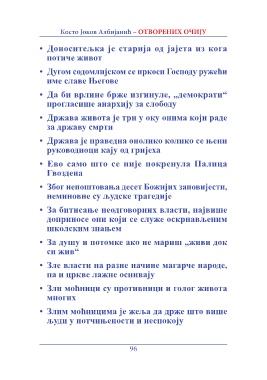 Косто Јоков Албијанић – ОТВОРЕНИХ ОЧИЈУ
• Доноситељка је старија од јајета из кога
потиче живот
• Дугом содомлијском се пркоси Господу ружећи
име славе Његове
• Да би врлине брже изгинуле, „демократи“
прогласише анархију за слободу
• Држава живота је три у оку онима који раде
за државу смрти
• Држава је праведна онолико колико се њени
руководиоци кају од гријеха
• Ево само што се није покренула Палица
Гвоздена
• Због непоштовања десет Божијих заповијести,
неминовне су људске трагедије
• За битисање неодговорних власти, највише
доприносе они који се служе оскрнављеним
школским знањем
• За душу и потомке ако не мариш „живи док
си жив“
• Зле власти на разне начине магарче народе,
па и цркве лажне оснивају
• Зли моћници су противници и голог живота
многих
• Злим моћницима је жеђа да држе што више
људи у потчињености и неспокоју
96